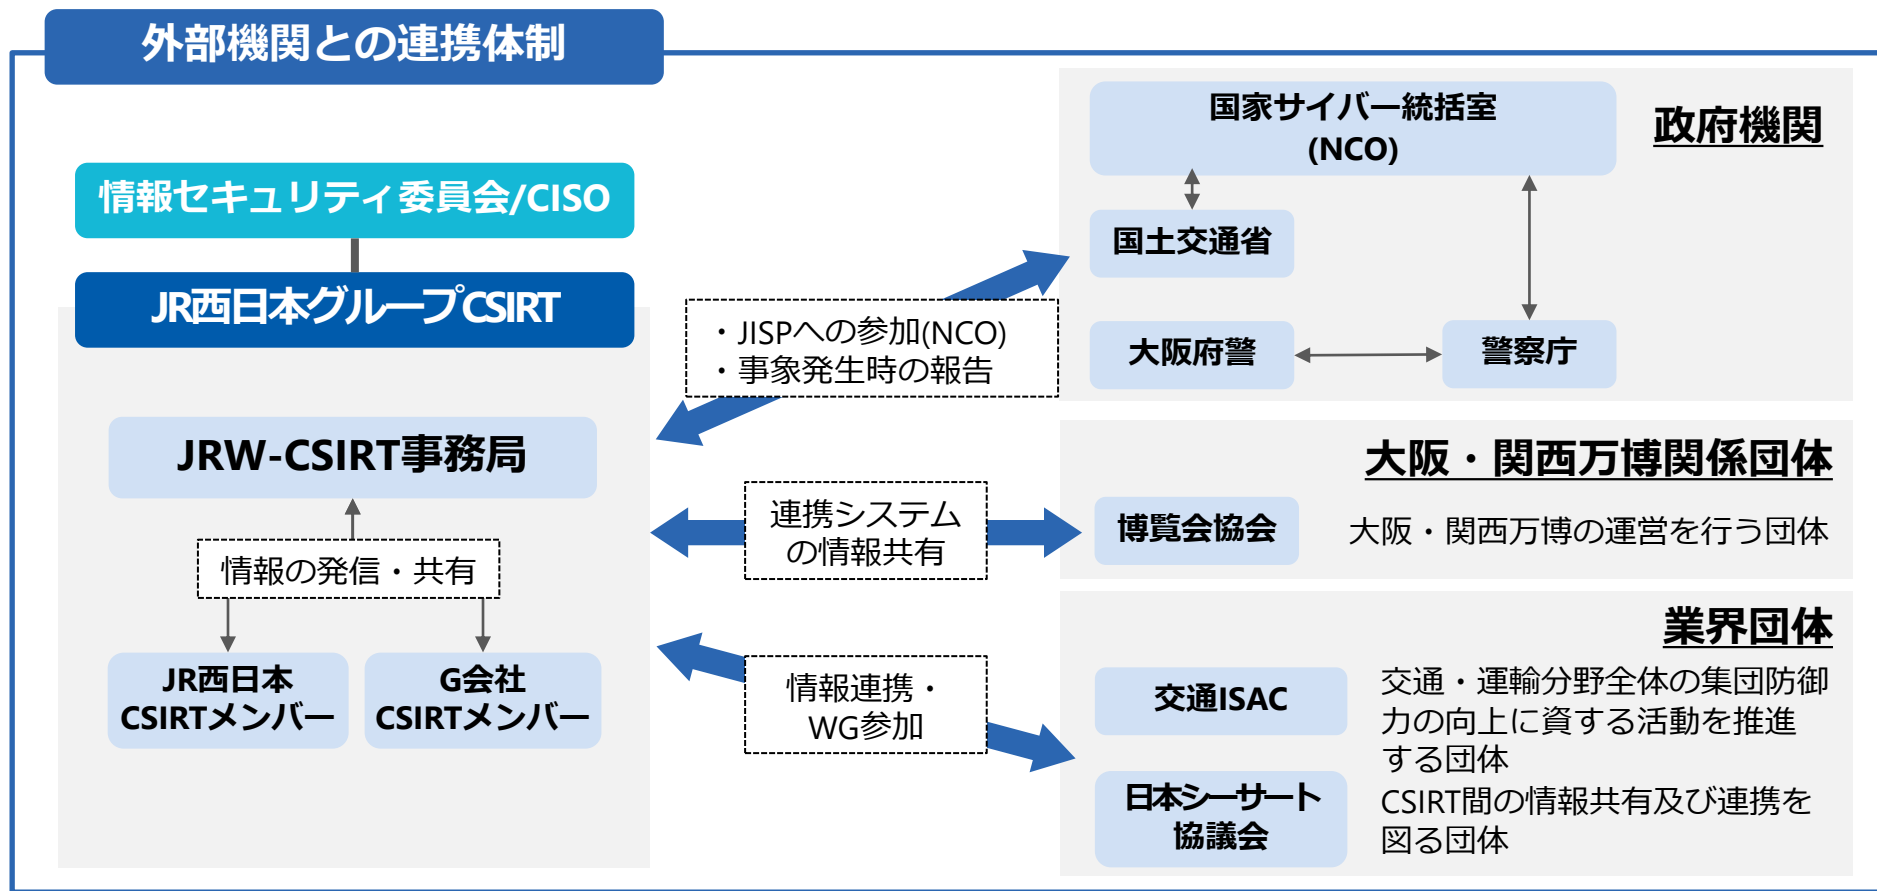 外部機関との連携体制
情報セキュリティ委員会/CISO
JR西日本グループCSIRT
JRW-CSIRT事務局
情報の発信・共有
JR西日本
CSIRTメンバー
G会社
CSIRTメンバー
・JISPへの参加(NCO)
・事象発生時の報告
連携システム
の情報共有
情報連携・
WG参加
政府機関
国家サイバー統括室
(NCO)
国土交通省
大阪府警
警察庁
大阪・関西万博関係団体
博覧会協会
大阪・関西万博の運営を行う団体
業界団体
交通ISAC
交通・運輸分野全体の集団防御
力の向上に資する活動を推進
する団体
日本シーサート
協議会
CSIRT間の情報共有及び連携を
図る団体